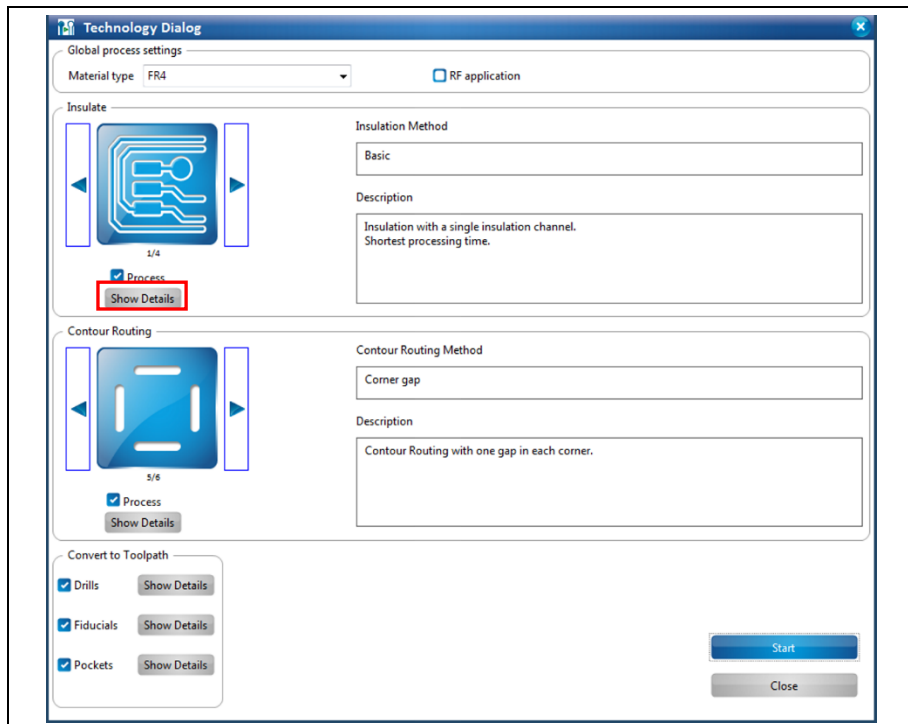 Technology Dialog
Global process settings
Material type FR4 RF application
Insulate
Insulation Method
Basic
Description
Insulation with a single insulation channel.
Shortest processing time.
1/4
Process
Show Details
Contour Routing
Contour Routing Method
Corner gap
Description
Contour Routing with one gap in each corner.
5/6
Process
Show Details
Convert to Toolpath
Drills Show Details
Fiducials Show Details
Pockets Show Details
Start
Close